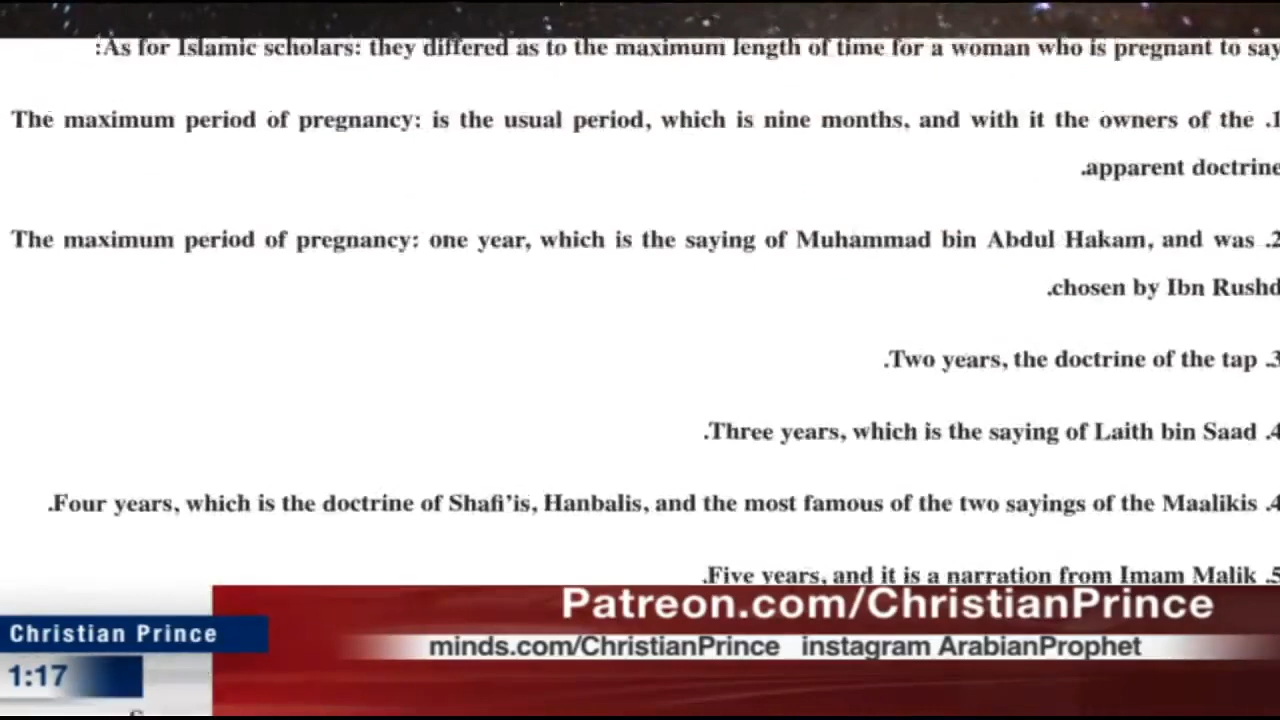 :As for Islamic scholars: they differed as to the maximum length of time for a woman who is pregnant to say
The maximum period of pregnancy: is the usual period, which is nine months, and with it the owners of the .1
.apparent doctrine
The maximum period of pregnancy: one year, which is the saying of Muhammad bin Abdul Hakam, and was .2
.chosen by Ibn Rushd
.Two years, the doctrine of the tap .3
.Three years, which is the saying of Laith bin Saad .4
.Four years, which is the doctrine of Shafi’is, Hanbalis, and the most famous of the two sayings of the Maalikis .4
.Five years, and it is a narration from Imam Malik .5
Patreon.com/ChristianPrince
Christian Prince
minds.com/ChristianPrince instagram ArabianProphet
1:17